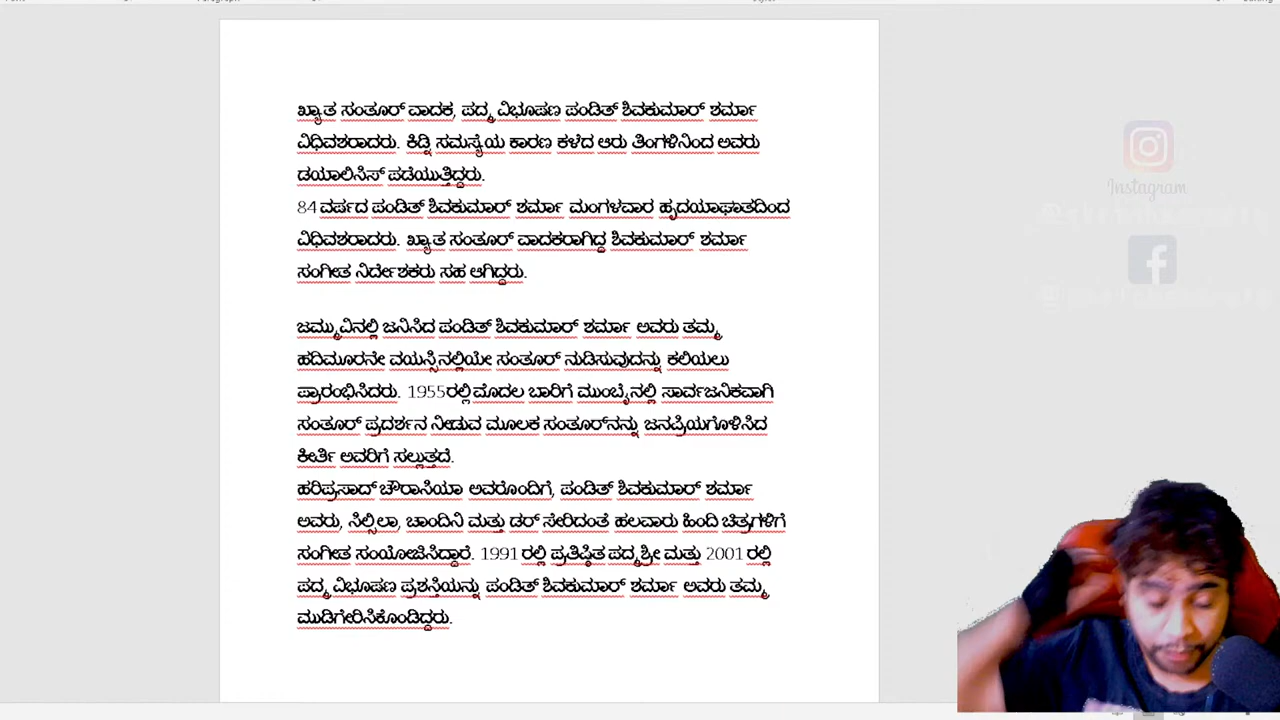 ಖ್ಯಾತ ಸಂತೂರ್ ವಾದಕ, ಪದ್ಮ ವಿಭೂಷಣ ಪಂಡಿತ್ ಶಿವಕುಮಾರ್ ಶರ್ಮಾ
ವಿಧಿವಶರಾದರು. ಕಿಡ್ನಿ ಸಮಸ್ಯೆಯ ಕಾರಣ ಕಳೆದ ಆರು ತಿಂಗಳಿನಿಂದ ಅವರು
ಡಯಾಲಿಸಿಸ್ ಪಡೆಯುತ್ತಿದ್ದರು.
84 ವರ್ಷದ ಪಂಡಿತ್ ಶಿವಕುಮಾರ್ ಶರ್ಮಾ ಮಂಗಳವಾರ ಹೃದಯಾಘಾತದಿಂದ
ವಿಧಿವಶರಾದರು. ಖ್ಯಾತ ಸಂತೂರ್ ವಾದಕರಾಗಿದ್ದ ಶಿವಕುಮಾರ್ ಶರ್ಮಾ
ಸಂಗೀತ ನಿರ್ದೇಶಕರು ಸಹ ಆಗಿದ್ದರು.
ಜಮ್ಮುವಿನಲ್ಲಿ ಜನಿಸಿದ ಪಂಡಿತ್ ಶಿವಕುಮಾರ್ ಶರ್ಮಾ ಅವರು ತಮ್ಮ
ಹದಿಮೂರನೇ ವಯಸ್ಸಿನಲ್ಲಿಯೇ ಸಂತೂರ್ ನುಡಿಸುವುದನ್ನು ಕಲಿಯಲು
ಪ್ರಾರಂಭಿಸಿದರು. 1955ರಲ್ಲಿ ಮೊದಲ ಬಾರಿಗೆ ಮುಂಬೈನಲ್ಲಿ ಸಾರ್ವಜನಿಕವಾಗಿ
ಸಂತೂರ್ ಪ್ರದರ್ಶನ ನೀಡುವ ಮೂಲಕ ಸಂತೂರ್‌ನನ್ನು ಜನಪ್ರಿಯಗೊಳಿಸಿದ
ಕೀರ್ತಿ ಅವರಿಗೆ ಸಲ್ಲುತ್ತದೆ.
ಹರಿಪ್ರಸಾದ್ ಚೌರಾಸಿಯಾ ಅವರೊಂದಿಗೆ, ಪಂಡಿತ್ ಶಿವಕುಮಾರ್ ಶರ್ಮಾ
ಅವರು, ಸಿಲ್ಸಿಲಾ, ಚಾಂದಿನಿ ಮತ್ತು ಡರ್ ಸೇರಿದಂತೆ ಹಲವಾರು ಹಿಂದಿ ಚಿತ್ರಗಳಿಗೆ
ಸಂಗೀತ ಸಂಯೋಜಿಸಿದ್ದಾರೆ. 1991 ರಲ್ಲಿ ಪ್ರತಿಷ್ಠಿತ ಪದ್ಮಶ್ರೀ ಮತ್ತು 2001 ರಲ್ಲಿ
ಪದ್ಮ ವಿಭೂಷಣ ಪ್ರಶಸ್ತಿಯನ್ನು ಪಂಡಿತ್ ಶಿವಕುಮಾರ್ ಶರ್ಮಾ ಅವರು ತಮ್ಮ
ಮುಡಿಗೇರಿಸಿಕೊಂಡಿದ್ದರು.
Instagram